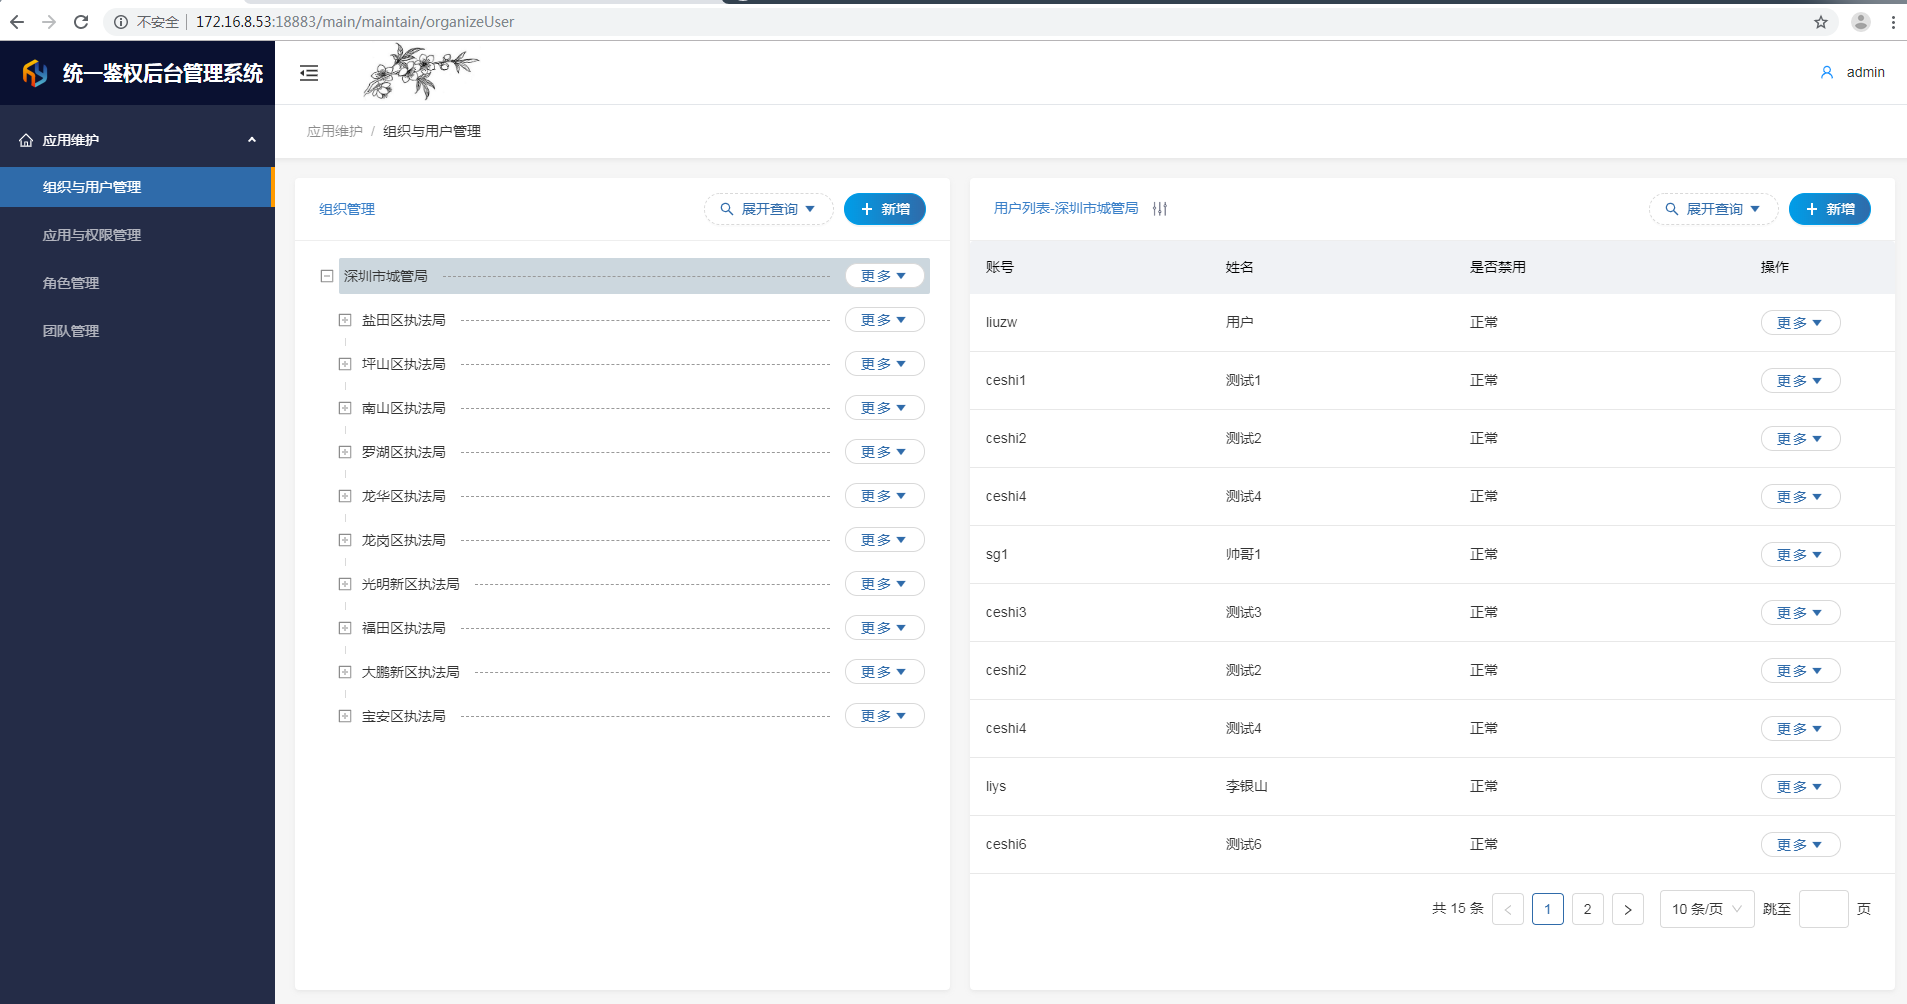 不安全 172.16.8.53:18883/main/maintain/organizeUser
统一鉴权后台管理系统
admin
应用维护
组织与用户管理
应用与权限管理
角色管理
团队管理
应用维护 / 组织与用户管理
组织管理
展开查询
+ 新增
深圳市城管局 更多
盐田区执法局 更多
坪山区执法局 更多
南山区执法局 更多
罗湖区执法局 更多
龙华区执法局 更多
龙岗区执法局 更多
光明新区执法局 更多
福田区执法局 更多
大鹏新区执法局 更多
宝安区执法局 更多
用户列表-深圳市城管局
展开查询
+ 新增
账号 姓名 是否禁用 操作
liuzw 用户 正常 更多
ceshi1 测试1 正常 更多
ceshi2 测试2 正常 更多
ceshi4 测试4 正常 更多
sg1 帅哥1 正常 更多
ceshi3 测试3 正常 更多
ceshi2 测试2 正常 更多
ceshi4 测试4 正常 更多
liys 李银山 正常 更多
ceshi6 测试6 正常 更多
共 15 条 < 1 2 > 10 条/页 跳至 页